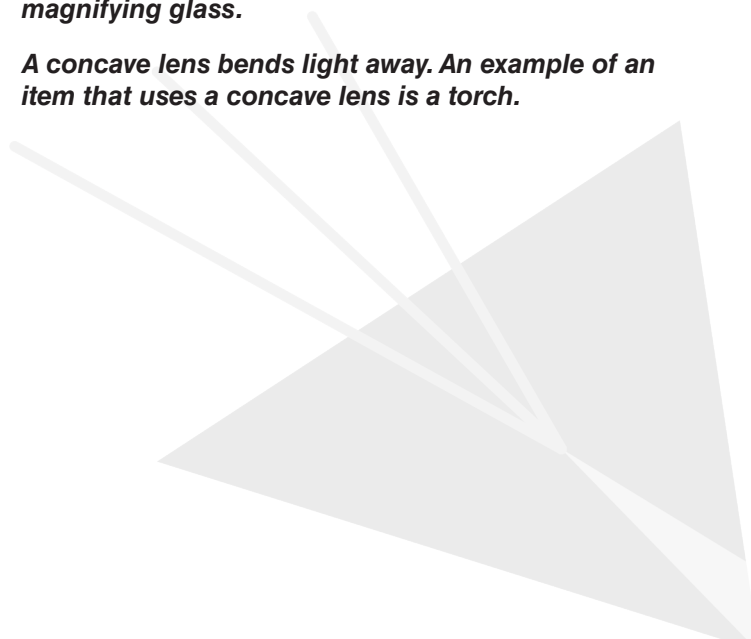 magnifying glass.
A concave lens bends light away. An example of an
item that uses a concave lens is a torch.